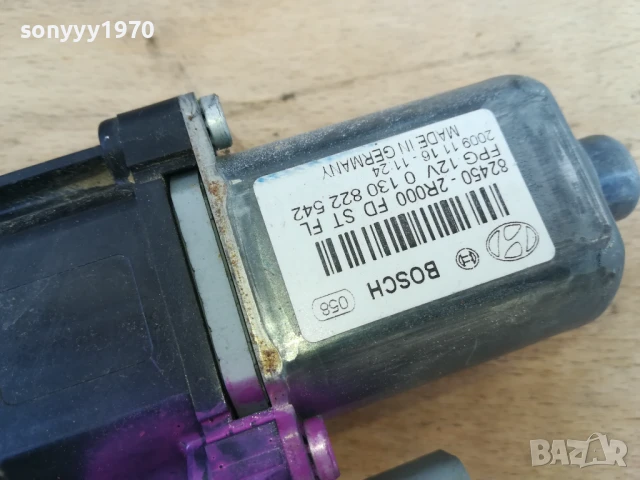 sonyyy1970
BOSCH
058
82450 - 2R000 FD ST FL
FPG 12V 0 130 822 542
2009 11 16 - 11.24
MADE IN GERMANY
BAZAR